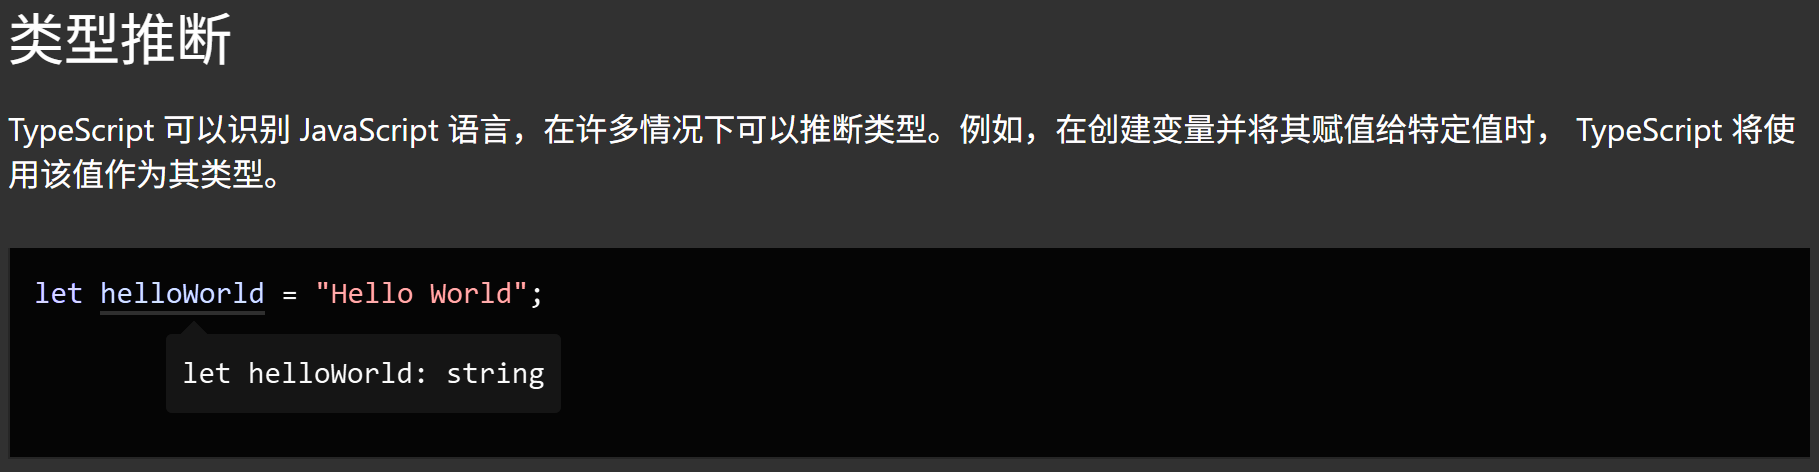 类型推断
TypeScript 可以识别 JavaScript 语言，在许多情况下可以推断类型。例如，在创建变量并将其赋值给特定值时， TypeScript 将使
用该值作为其类型。
let helloWorld = "Hello World";
let helloWorld: string